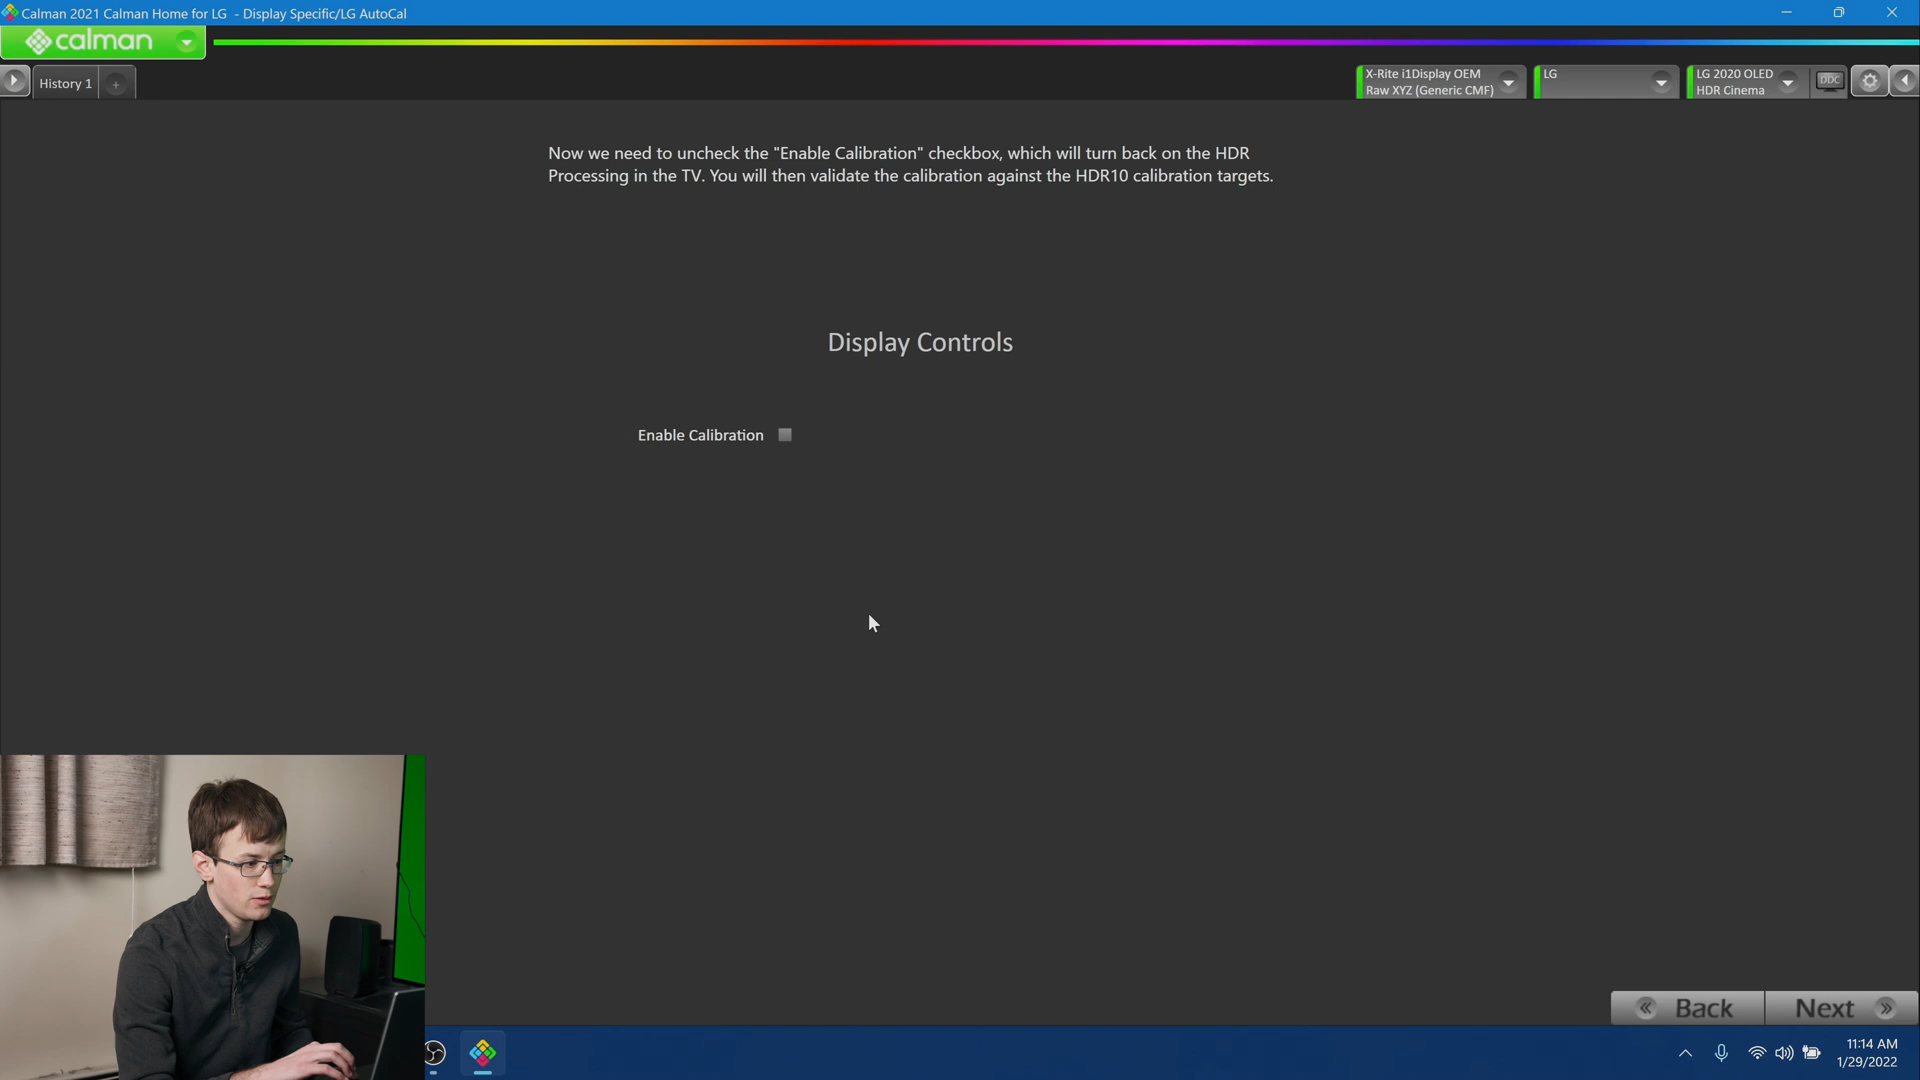 Calman 2021 Calman Home for LG - Display Specific/LG AutoCal
calman
History 1
+
X-Rite i1Display OEM
Raw XYZ (Generic CMF)
LG
LG 2020 OLED
HDR Cinema
DDC
Now we need to uncheck the "Enable Calibration" checkbox, which will turn back on the HDR
Processing in the TV. You will then validate the calibration against the HDR10 calibration targets.
Display Controls
Enable Calibration
Back
Next
11:14 AM
1/29/2022